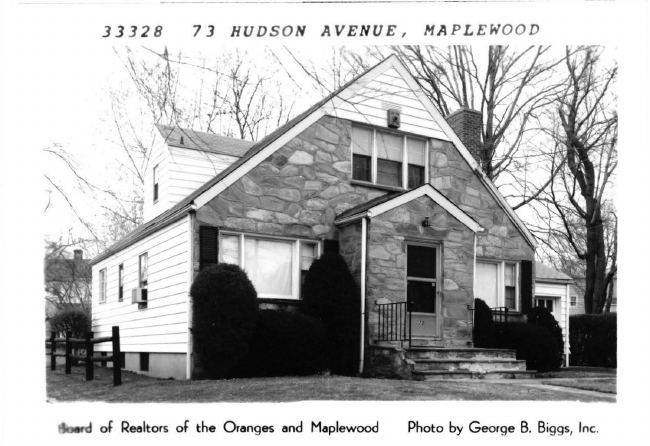 33328 73 HUDSON AVENUE, MAPLEWOOD
Board of Realtors of the Oranges and Maplewood Photo by George B. Biggs, Inc.